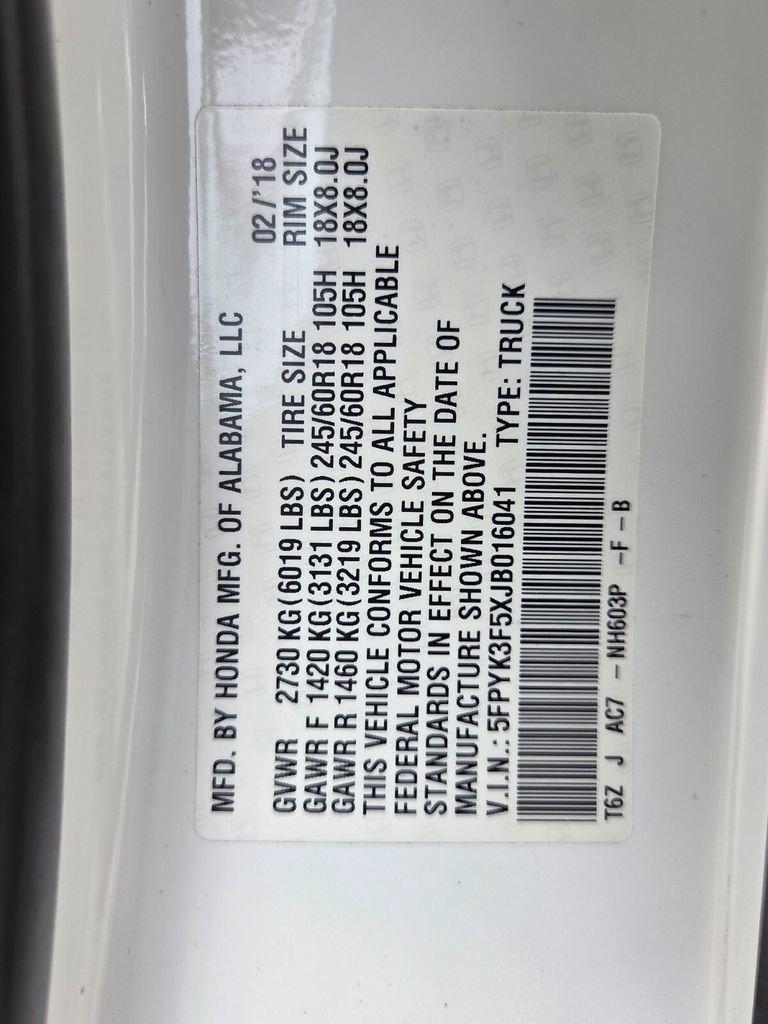 MFD. BY HONDA MFG. OF ALABAMA, LLC
02/'18
GVWR 2730 KG(6019 LBS) TIRE SIZE RIM SIZE
GAWR F 1420 KG(3131 LBS) 245/60R18 105H 18X8.0J
GAWR R 1460 KG(3219 LBS) 245/60R18 105H 18X8.0J
THIS VEHICLE CONFORMS TO ALL APPLICABLE
FEDERAL MOTOR VEHICLE SAFETY
STANDARDS IN EFFECT ON THE DATE OF
MANUFACTURE SHOWN ABOVE.
V.I.N.: 5FPYK3F5XJB016041 TYPE: TRUCK
T6Z J AC7 - NH603P -F -B